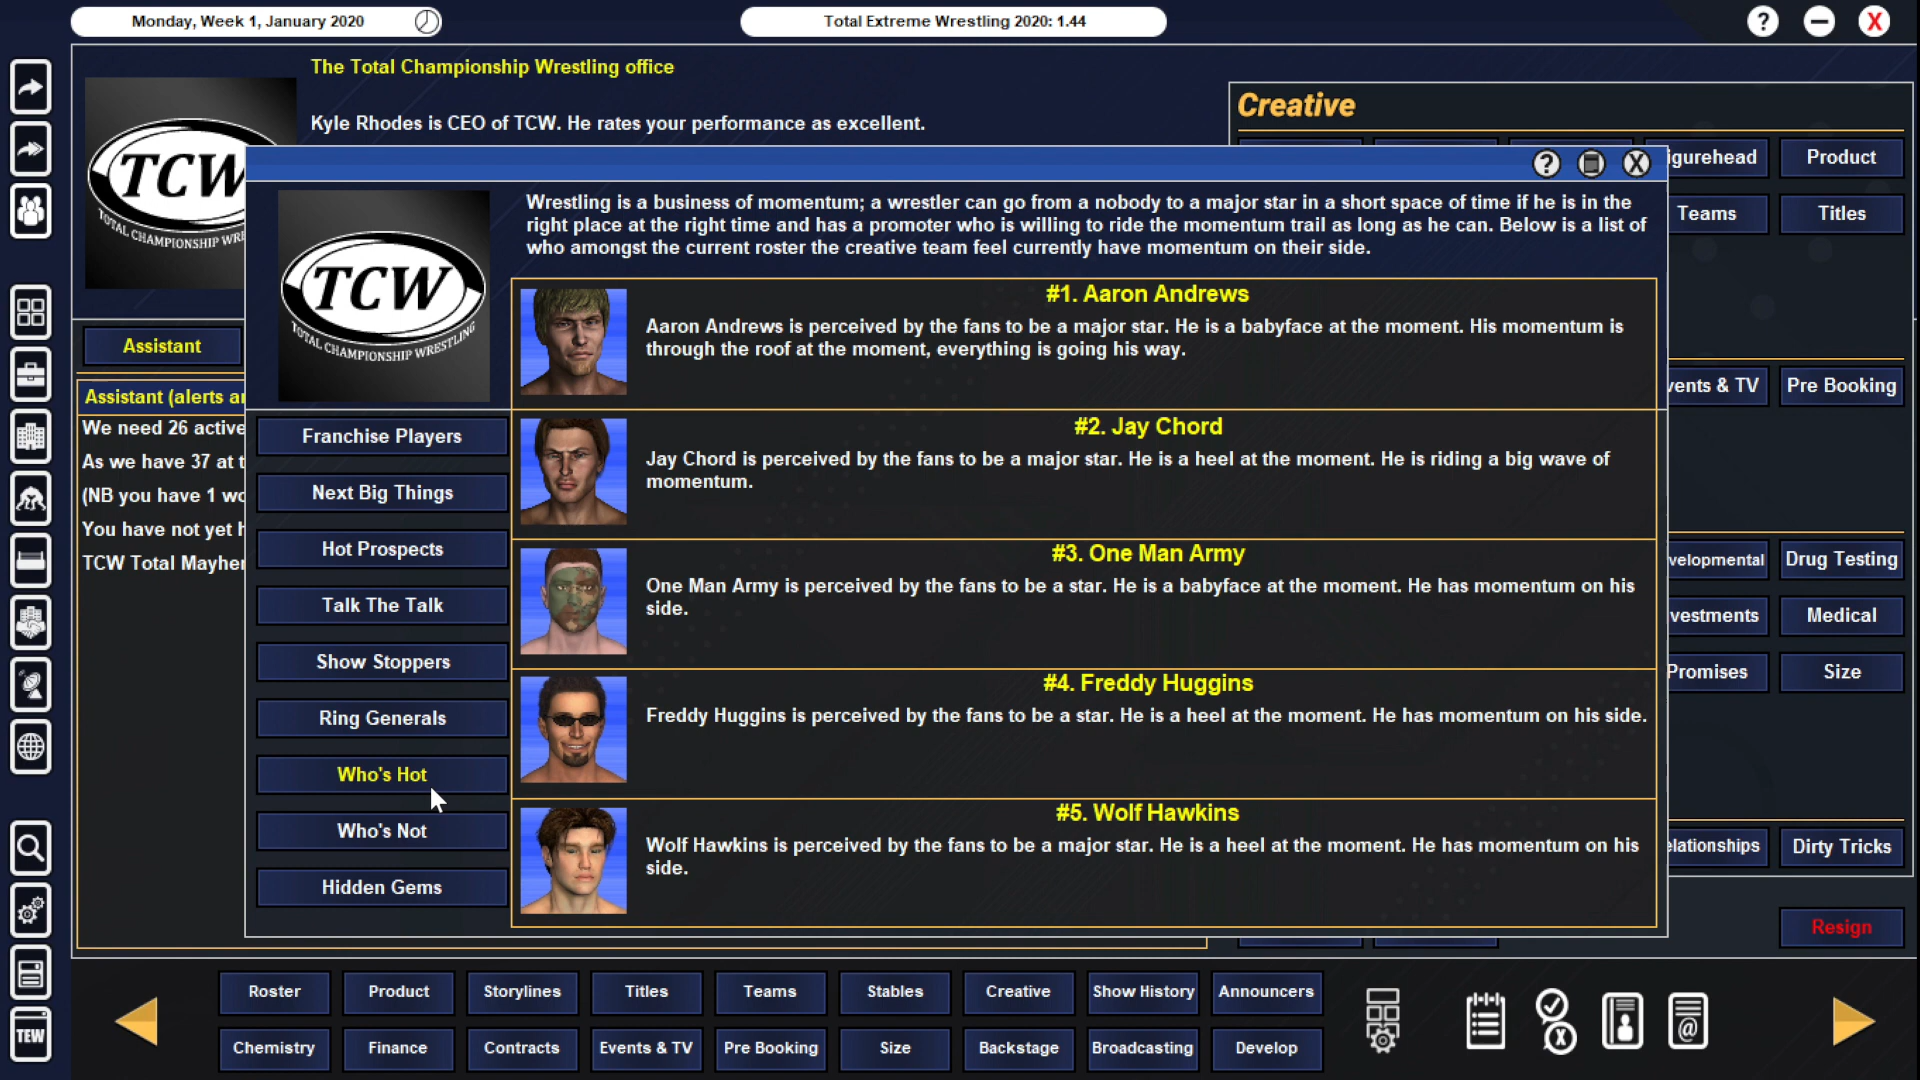 Monday, Week 1, January 2020
Total Extreme Wrestling 2020: 1.44
?
X
The Total Championship Wrestling office
Kyle Rhodes is CEO of TCW. He rates your performance as excellent.
TCW
TOTAL CHAMPIONSHIP WRE
Creative
igurehead
Product
Teams
Titles
vents & TV
Pre Booking
velopmental
Drug Testing
vestments
Medical
Promises
Size
elationships
Dirty Tricks
Resign
Assistant
Assistant (alerts a
We need 26 active
As we have 37 at t
(NB you have 1 wo
You have not yet h
TCW Total Mayhe
?
X
TCW
TOTAL CHAMPIONSHIP WRESTLING
Wrestling is a business of momentum; a wrestler can go from a nobody to a major star in a short space of time if he is in the
right place at the right time and has a promoter who is willing to ride the momentum trail as long as he can. Below is a list of
who amongst the current roster the creative team feel currently have momentum on their side.
Franchise Players
Next Big Things
Hot Prospects
Talk The Talk
Show Stoppers
Ring Generals
Who's Hot
Who's Not
Hidden Gems
#1. Aaron Andrews
Aaron Andrews is perceived by the fans to be a major star. He is a babyface at the moment. His momentum is
through the roof at the moment, everything is going his way.
#2. Jay Chord
Jay Chord is perceived by the fans to be a major star. He is a heel at the moment. He is riding a big wave of
momentum.
#3. One Man Army
One Man Army is perceived by the fans to be a star. He is a babyface at the moment. He has momentum on his
side.
#4. Freddy Huggins
Freddy Huggins is perceived by the fans to be a star. He is a heel at the moment. He has momentum on his side.
#5. Wolf Hawkins
Wolf Hawkins is perceived by the fans to be a major star. He is a heel at the moment. He has momentum on his
side.
TEW
Roster
Product
Storylines
Titles
Teams
Stables
Creative
Show History
Announcers
Chemistry
Finance
Contracts
Events & TV
Pre Booking
Size
Backstage
Broadcasting
Develop